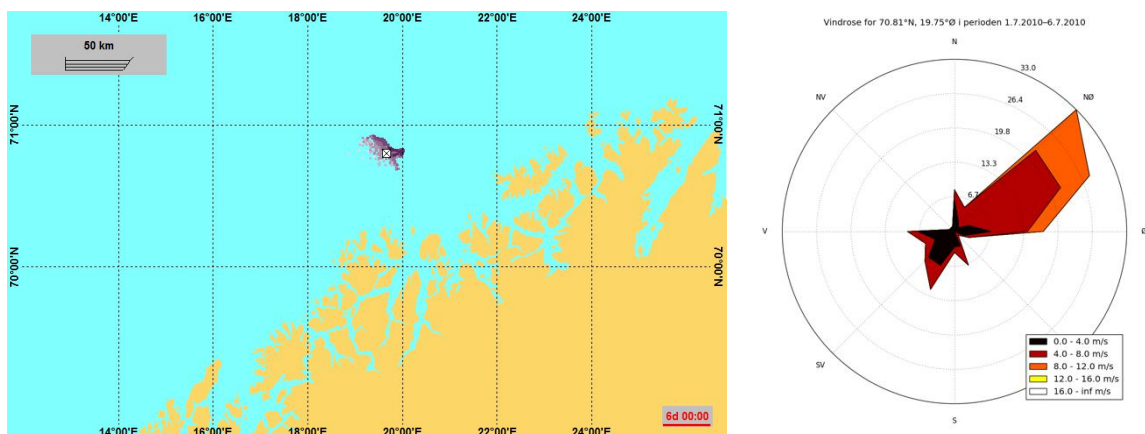 14°00'E 16°00'E 18°00'E 20°00'E 22°00'E 24°00'E
50 km
71°00'N
71°00'N
70°00'N
70°00'N
6d 00:00
14°00'E 16°00'E 18°00'E 20°00'E 22°00'E 24°00'E
Vindrose for 70.81°N, 19.75°Ø i perioden 1.7.2010–6.7.2010
N
33.0
NV
NØ
26.4
19.8
13.3
V
S
SV
0.0 - 4.0 m/s
4.0 - 8.0 m/s
8.0 - 12.0 m/s
12.0 - 16.0 m/s
16.0 - inf m/s